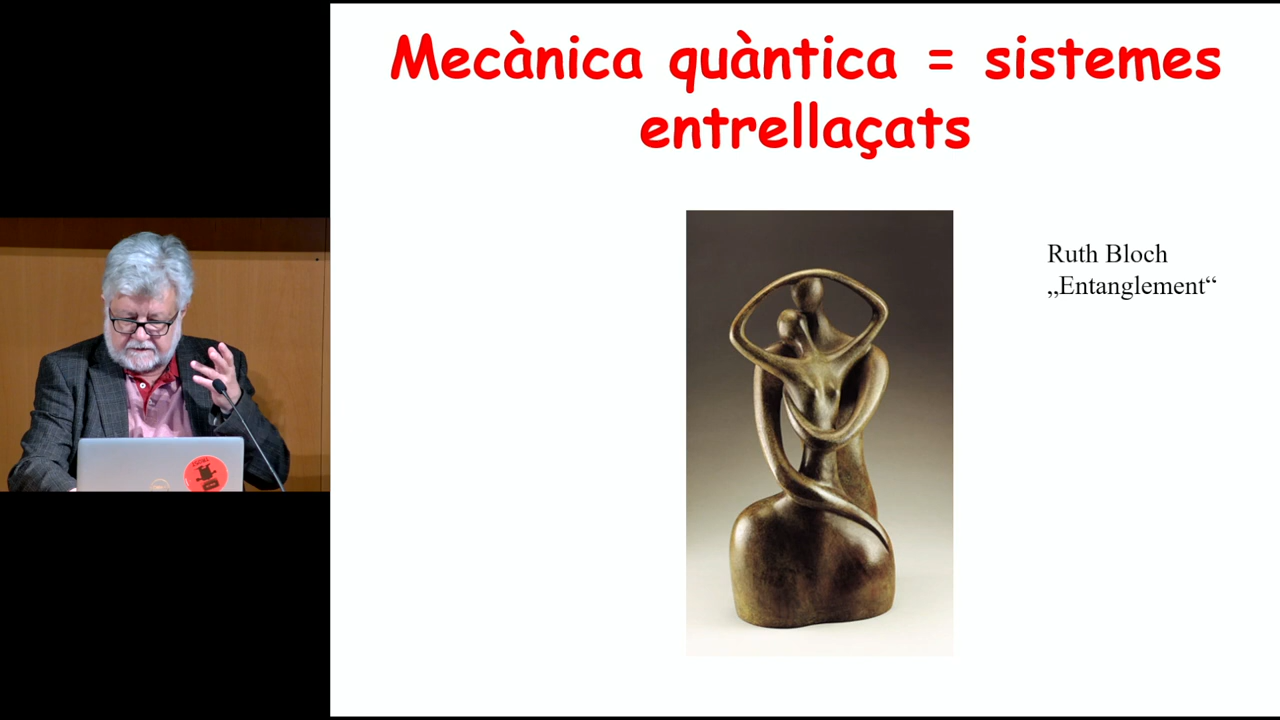 Mecànica quàntica = sistemes
entrellaçats
Ruth Bloch
„Entanglement“